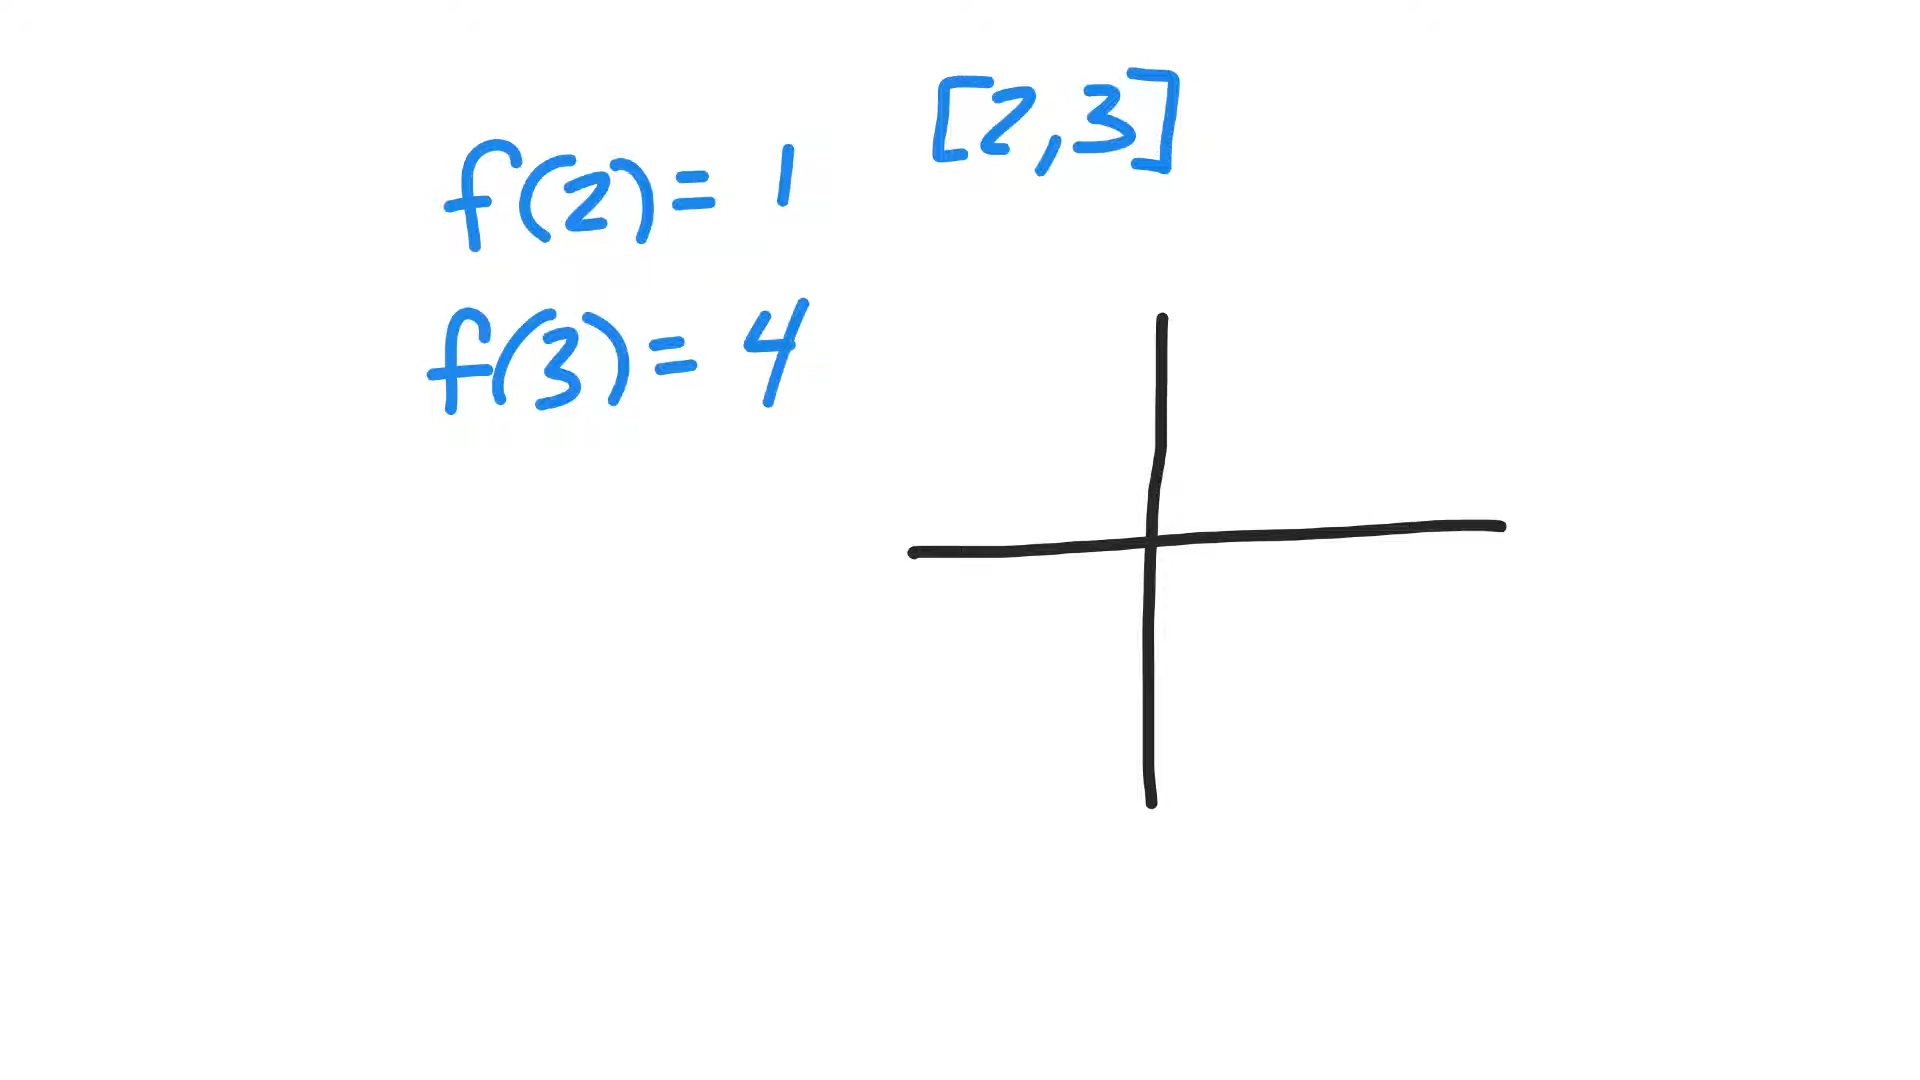 [2,3]
f(2)= 1
f(3)= 4